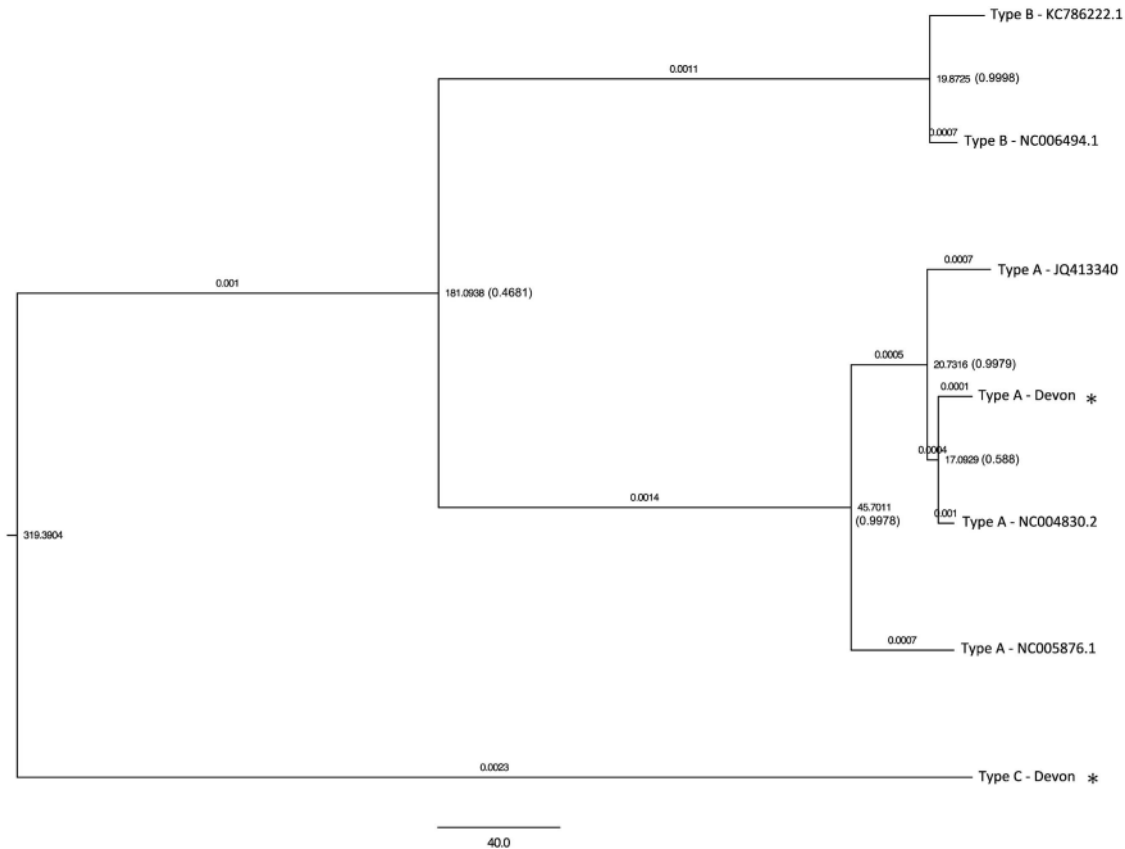 Type B - KC786222.1
0.0011
19.8725 (0.9998)
0.0007
Type B - NC006494.1
0.0007
Type A - JQ413340
0.001
181.0938 (0.4681)
0.0005
20.7316 (0.9979)
0.0001
Type A - Devon *
0.0004
17.0929 (0.588)
0.0014
45.7011
(0.9978)
0.001
Type A - NC004830.2
319.3904
0.0007
Type A - NC005876.1
0.0023
Type C - Devon *
40.0